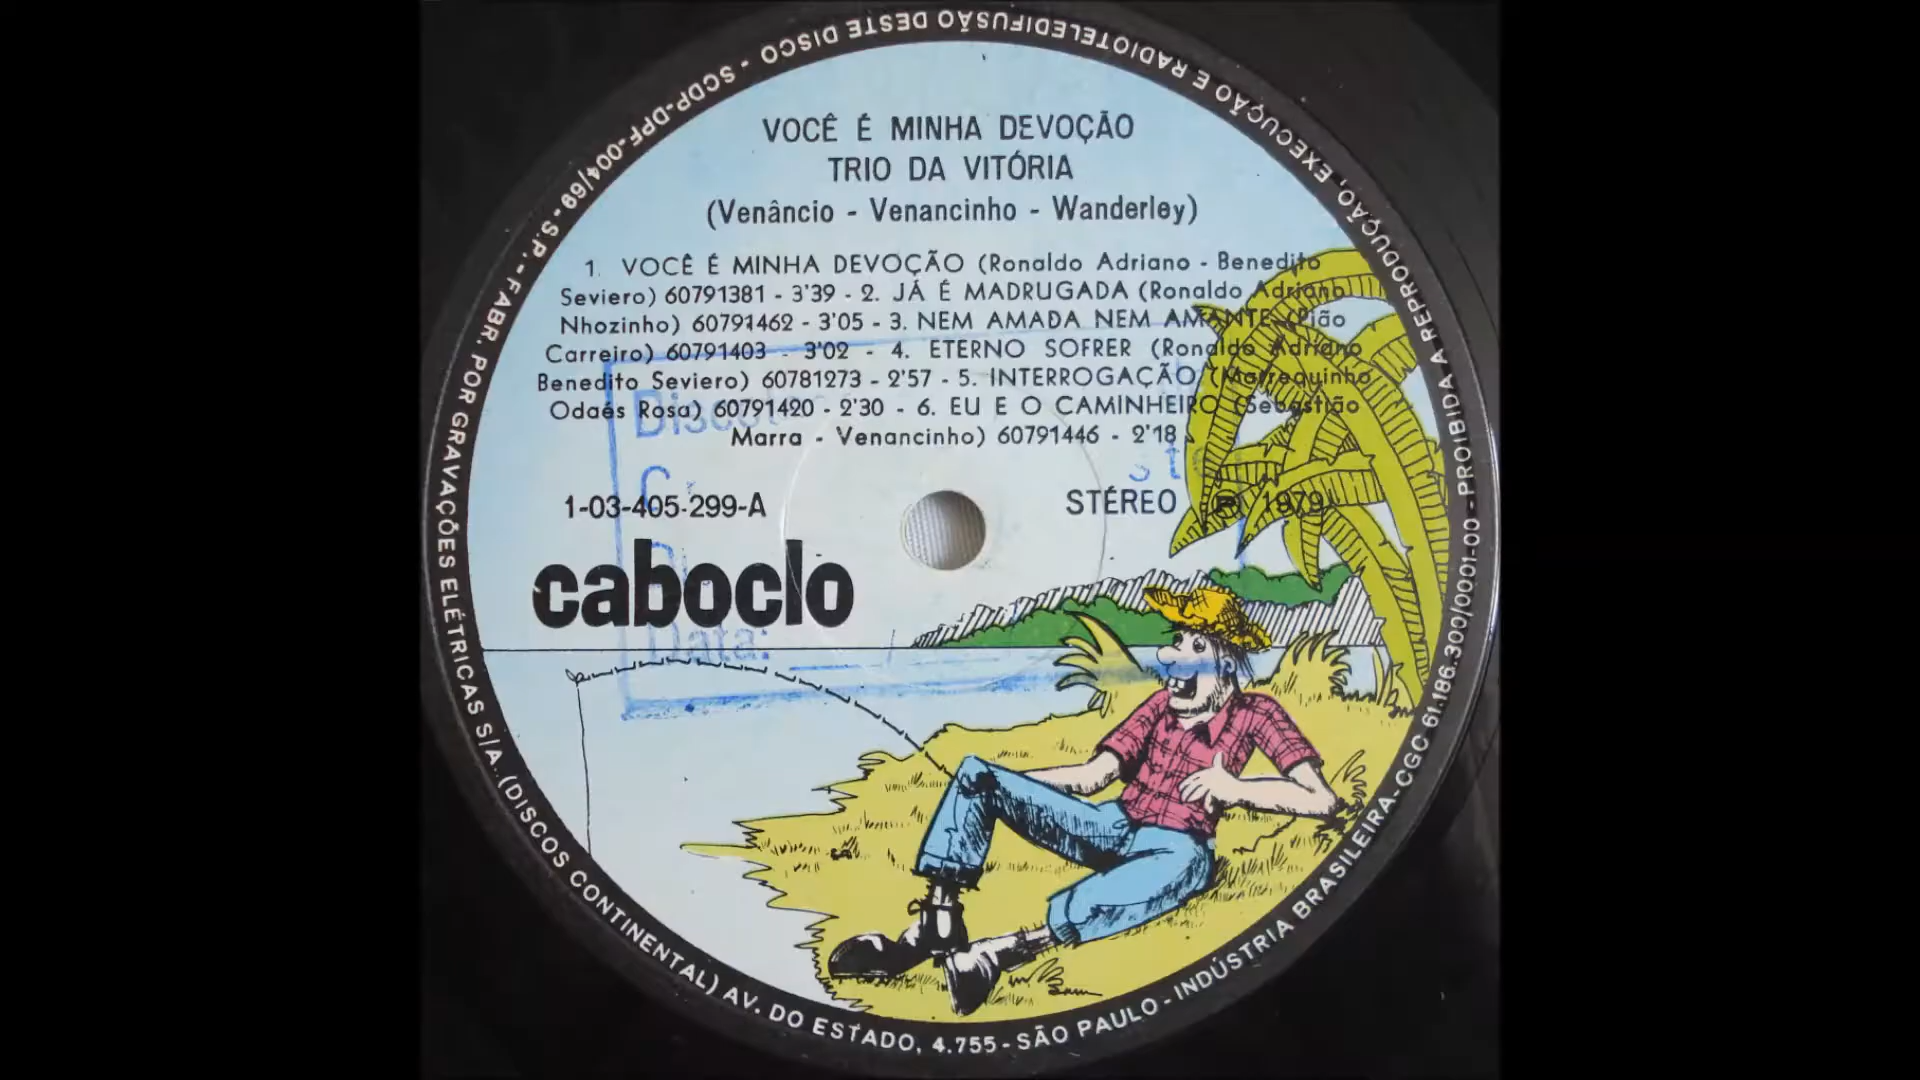 VOCÊ É MINHA DEVOÇÃO
TRIO DA VITÓRIA
(Venâncio - Venancinho - Wanderley)
1. VOCÊ É MINHA DEVOÇÃO (Ronaldo Adriano - Benedito
Seviero) 60791381 - 3'39 - 2. JÁ É MADRUGADA (Ronaldo Adriano
Nhozinho) 60791462 - 3'05 - 3. NEM AMADA NEM AMANTE (Pião
Carreiro) 60791403 - 3'02 - 4. ETERNO SOFRER (Ronaldo Adriano
Benedito Seviero) 60781273 - 2'57 - 5. INTERROGAÇÃO (Marrequinho
Odaés Rosa) 60791420 - 2'30 - 6. EU E O CAMINHEIRO (Sebastião
Marra - Venancinho) 60791446 - 2'18
1-03-405-299-A
STÉREO ℗ 1979
caboclo
Data:
S.P. - FABR. POR GRAVAÇÕES ELÉTRICAS S/A. (DISCOS CONTINENTAL) AV. DO ESTADO, 4.755 - SÃO PAULO - INDÚSTRIA BRASILEIRA - CGC 61.186.300/0001-00 - PROIBIDA A REPRODUÇÃO, EXECUÇÃO E RADIOTELEDIFUSÃO DESTE DISCO - SCDP-DPF-004/69 -